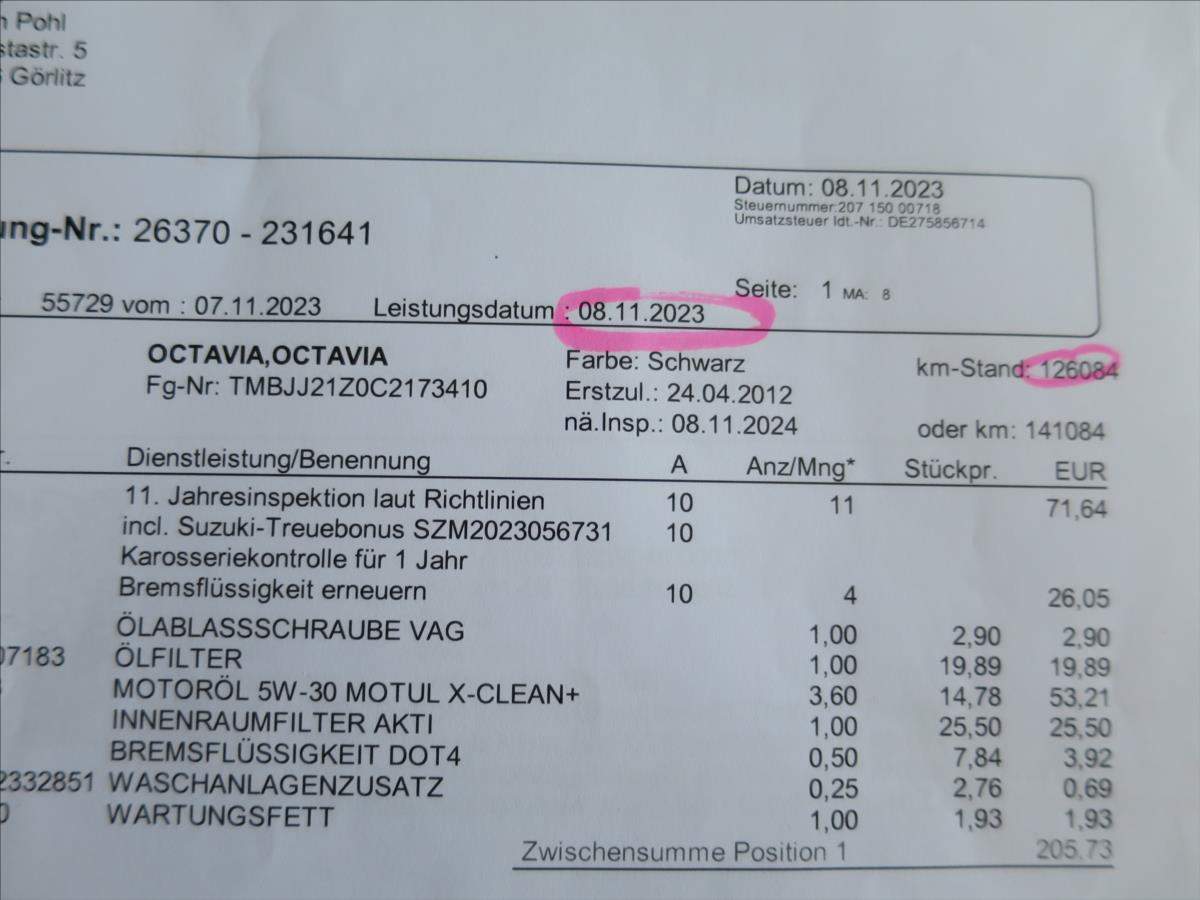 Pohl
5
Görlitz
Datum: 08.11.2023
Steuernummer:207 150 00718
Umsatzsteuer Idt.-Nr.: DE275856714
26370 - 231641
Seite: 1 MA: 8
55729 vom : 07.11.2023 Leistungsdatum : 08.11.2023
OCTAVIA,OCTAVIA Farbe: Schwarz km-Stand: 126084
Fg-Nr: TMBJJ21Z0C2173410 Erstzul.: 24.04.2012
nä.Insp.: 08.11.2024 oder km: 141084
Dienstleistung/Benennung A Anz/Mng* Stückpr. EUR
11. Jahresinspektion laut Richtlinien 10 11 71,64
incl. Suzuki-Treuebonus SZM2023056731 10
Karosseriekontrolle für 1 Jahr
Bremsflüssigkeit erneuern 10 4 26,05
ÖLABLASSSCHRAUBE VAG 1,00 2,90 2,90
07183 ÖLFILTER 1,00 19,89 19,89
MOTORÖL 5W-30 MOTUL X-CLEAN+ 3,60 14,78 53,21
INNENRAUMFILTER AKTI 1,00 25,50 25,50
BREMSFLÜSSIGKEIT DOT4 0,50 7,84 3,92
2332851 WASCHANLAGENZUSATZ 0,25 2,76 0,69
0 WARTUNGSFETT 1,00 1,93 1,93
Zwischensumme Position 1 205,73